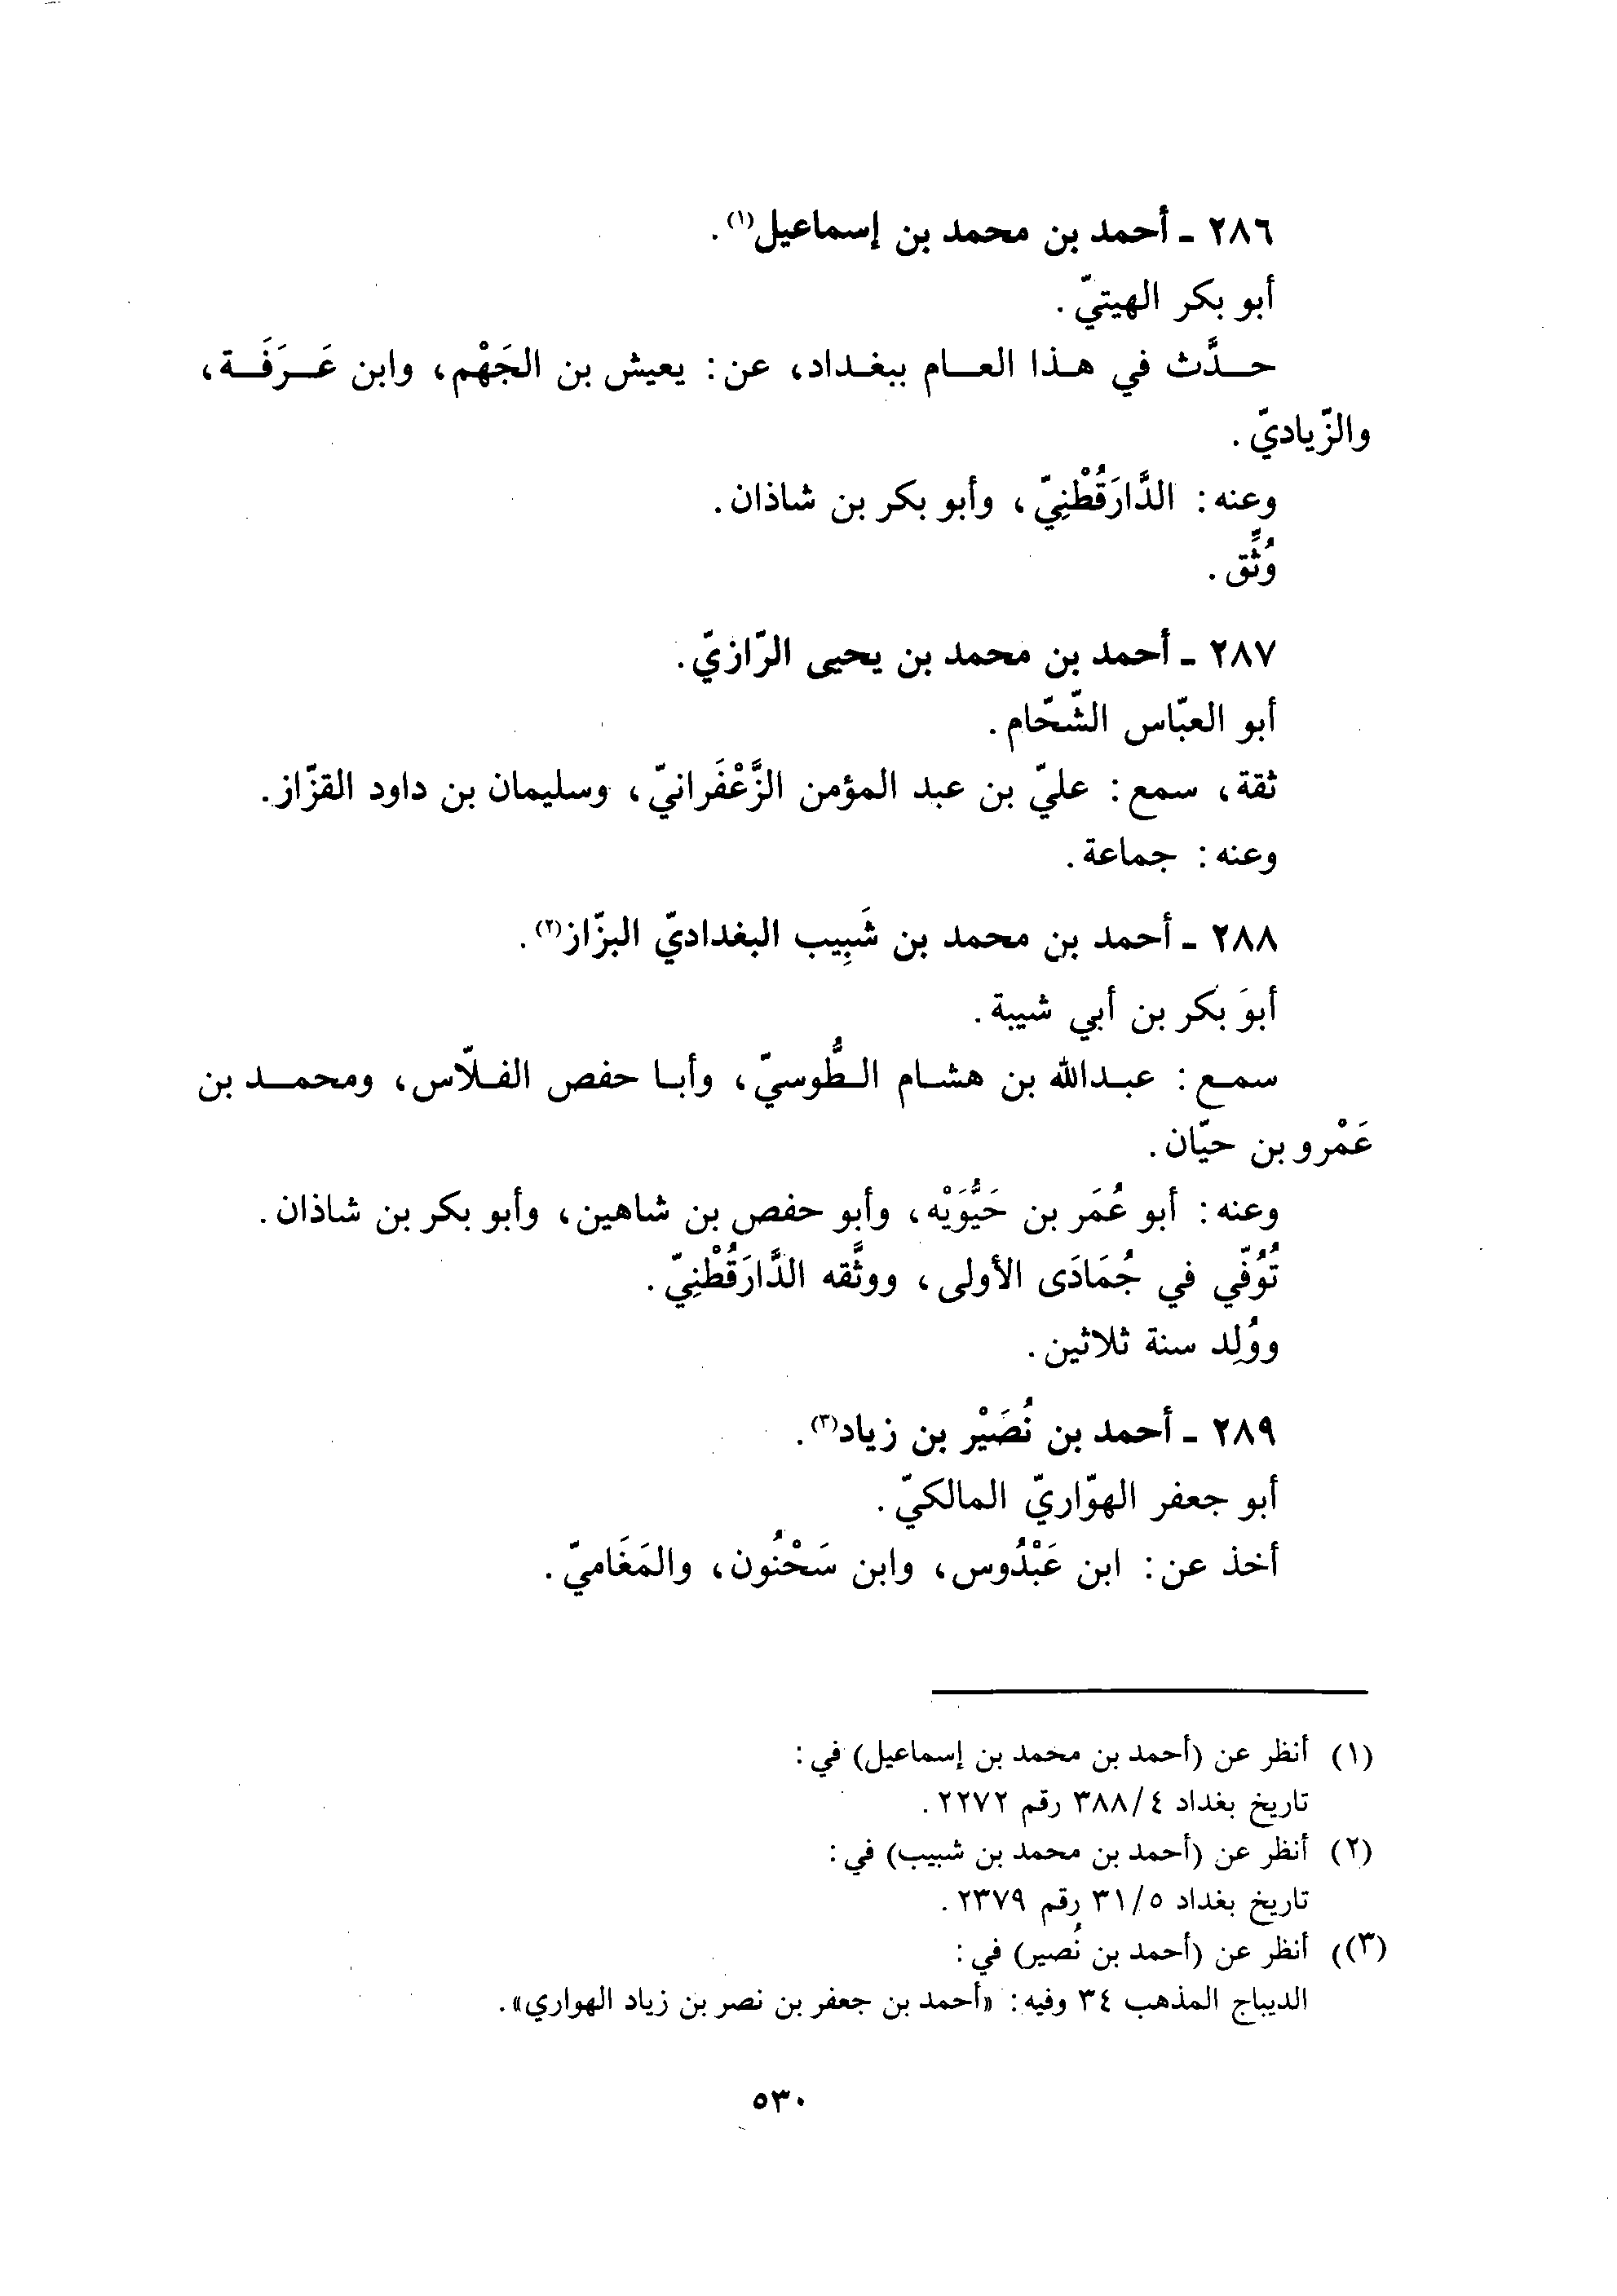 ٢٨٦ - أحمد بن محمد بن إسماعيل(١).
أبو بكر الهيتيّ.
حدَّث في هذا العام ببغداد، عن: يعيش بن الجَهْم، وابن عَرَفَة،
والزّياديّ.
وعنه: الدَّارَقُطْنِيّ، وأبو بكر بن شاذان.
وُثِّق.
٢٨٧ - أحمد بن محمد بن يحيى الرّازيّ.
أبو العبّاس الشّحّام.
ثقة، سمع: عليّ بن عبد المؤمن الزَّعْفَرانيّ، وسليمان بن داود القزّاز.
وعنه: جماعة.
٢٨٨ - أحمد بن محمد بن شَبِيب البغداديّ البزّاز(٢).
أبوَ بكر بن أبي شيبة.
سمع: عبدالله بن هشام الطُّوسيّ، وأبا حفص الفلّاس، ومحمد بن
عَمْرو بن حيّان.
وعنه: أبو عُمَر بن حَيُّوَيْه، وأبو حفص بن شاهين، وأبو بكر بن شاذان.
تُوُفّي في جُمَادَى الأولى، ووثَّقه الدَّارَقُطْنِيّ.
ووُلِد سنة ثلاثين.
٢٨٩ - أحمد بن نُصَيْر بن زياد(٣).
أبو جعفر الهوّاريّ المالكيّ.
أخذ عن: ابن عَبْدُوس، وابن سَحْنُون، والمَغَاميّ.
(١) أنظر عن (أحمد بن محمد بن إسماعيل) في:
تاريخ بغداد ٣٨٨/٤ رقم ٢٢٧٢.
(٢) أنظر عن (أحمد بن محمد بن شبيب) في:
تاريخ بغداد ٣١/٥ رقم ٢٣٧٩.
(٣)) أنظر عن (أحمد بن نُصير) في:
الديباج المذهب ٣٤ وفيه: «أحمد بن جعفر بن نصر بن زياد الهواري».
٥٣٠